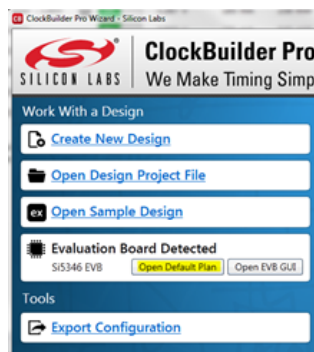 ClockBuilder Pro Wizard - Silicon Labs
SILICON LABS
ClockBuilder Pro
We Make Timing Simp
Work With a Design
Create New Design
Open Design Project File
ex Open Sample Design
Evaluation Board Detected
Si5346 EVB Open Default Plan Open EVB GUI
Tools
Export Configuration